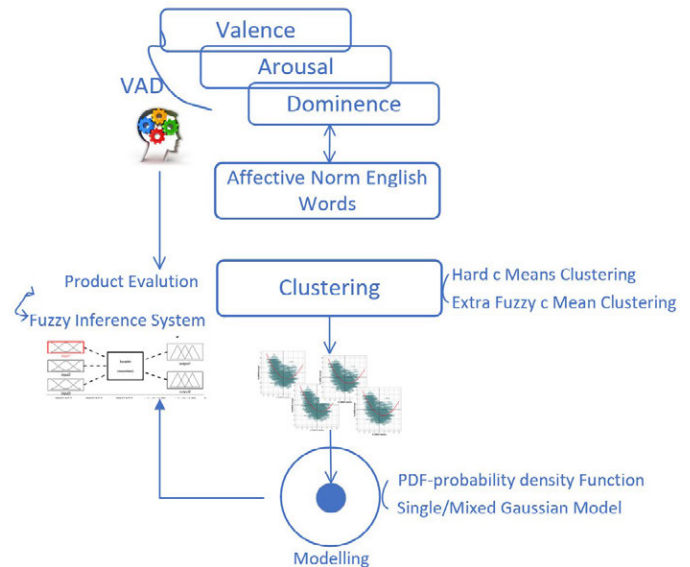 Valence
Arousal
VAD
Dominence
Affective Norm English
Words
Product Evalution
Clustering
Hard c Means Clustering
Extra Fuzzy c Mean Clustering
Fuzzy Inference System
PDF-probability density Function
Single/Mixed Gaussian Model
Modelling